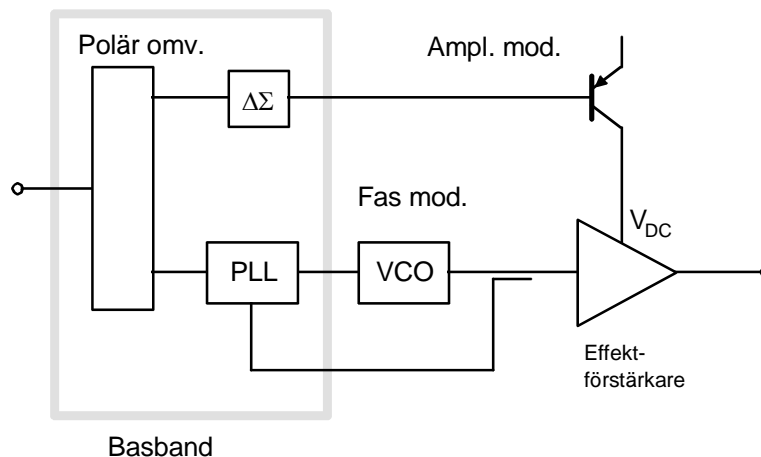 Polär omv.
Ampl. mod.
ΔΣ
Fas mod.
V_DC
PLL
VCO
Effekt-
förstärkare
Basband